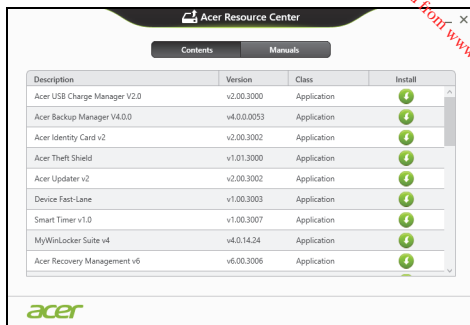 Acer Resource Center
from www.
Contents Manuals
Description Version Class Install
Acer USB Charge Manager V2.0 v2.00.3000 Application
Acer Backup Manager V4.0.0 v4.0.0.0053 Application
Acer Identity Card v2 v2.00.3002 Application
Acer Theft Shield v1.01.3000 Application
Acer Updater v2 v2.00.3002 Application
Device Fast-Lane v1.00.3003 Application
Smart Timer v1.0 v1.00.3007 Application
MyWinLocker Suite v4 v4.0.14.24 Application
Acer Recovery Management v6 v6.00.3006 Application
acer